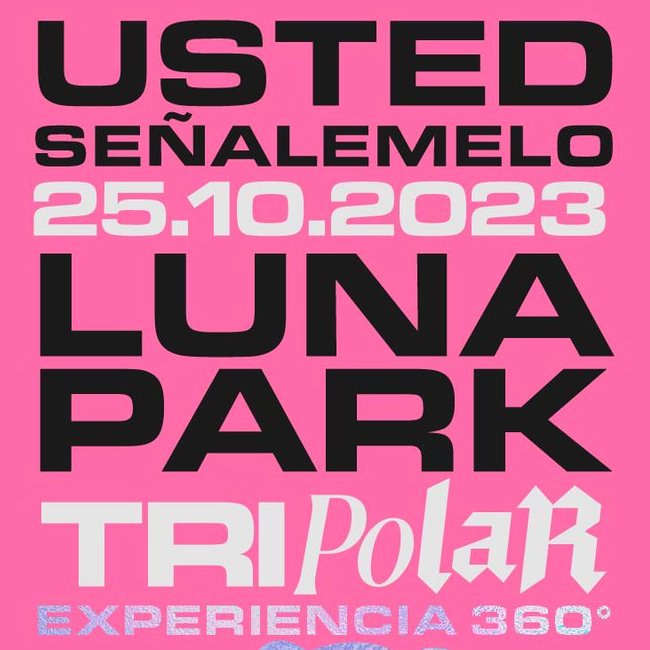 USTED
SEÑALEMELO
25.10.2023
LUNA
PARK
TRIPolaR
EXPERIENCIA 360°